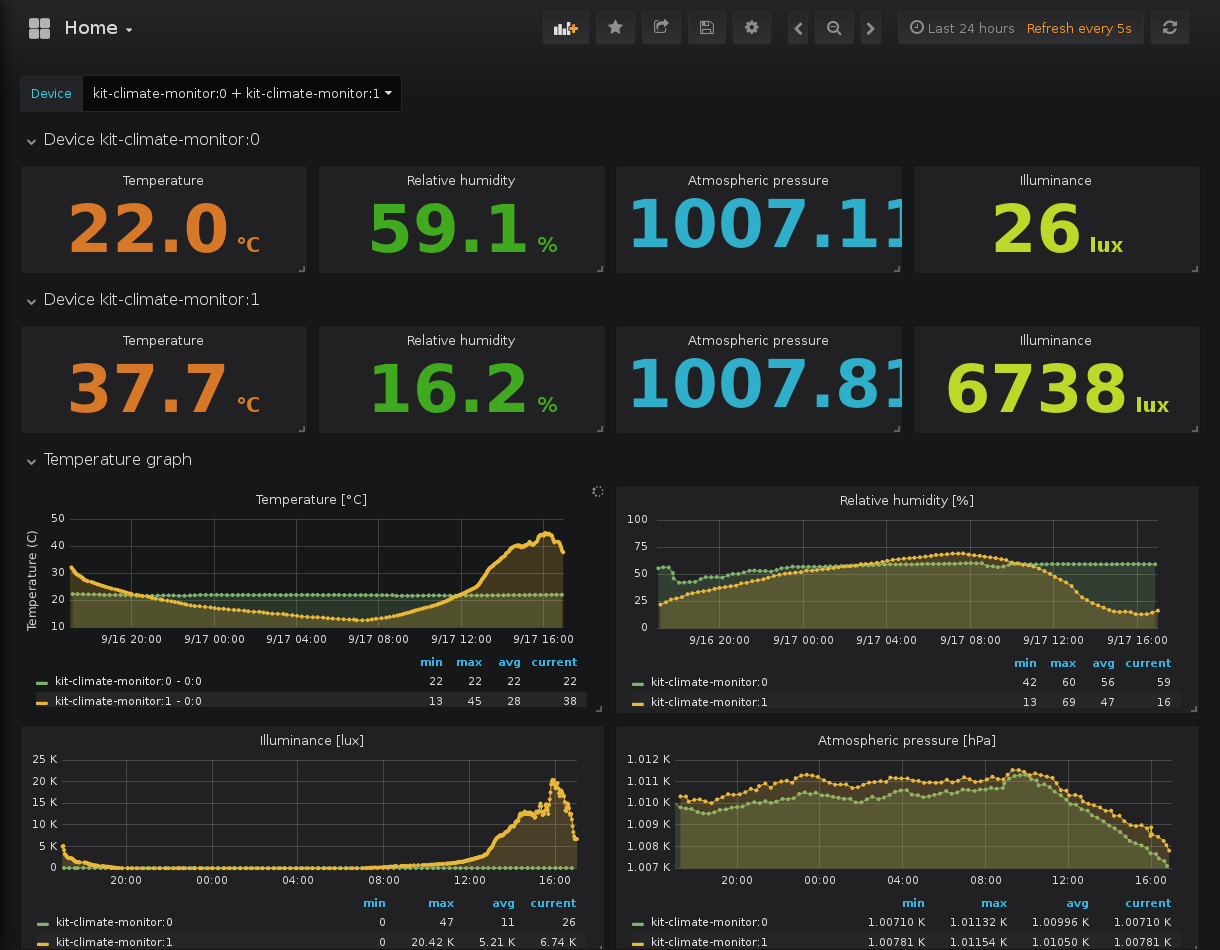 Home
Last 24 hours Refresh every 5s
Device kit-climate-monitor:0 + kit-climate-monitor:1
Device kit-climate-monitor:0
Temperature Relative humidity Atmospheric pressure Illuminance
22.0 °C 59.1 % 1007.11 26 lux
Device kit-climate-monitor:1
Temperature Relative humidity Atmospheric pressure Illuminance
37.7 °C 16.2 % 1007.81 6738 lux
Temperature graph
Temperature [°C]
Temperature (C)
50
40
30
20
10
9/16 20:00 9/17 00:00 9/17 04:00 9/17 08:00 9/17 12:00 9/17 16:00
min max avg current
kit-climate-monitor:0 - 0:0 22 22 22 22
kit-climate-monitor:1 - 0:0 13 45 28 38
Relative humidity [%]
100
75
50
25
0
9/16 20:00 9/17 00:00 9/17 04:00 9/17 08:00 9/17 12:00 9/17 16:00
min max avg current
kit-climate-monitor:0 42 60 56 59
kit-climate-monitor:1 13 69 47 16
Illuminance [lux]
25 K
20 K
15 K
10 K
5 K
0
20:00 00:00 04:00 08:00 12:00 16:00
min max avg current
kit-climate-monitor:0 0 47 11 26
kit-climate-monitor:1 0 20.42 K 5.21 K 6.74 K
Atmospheric pressure [hPa]
1.012 K
1.011 K
1.010 K
1.009 K
1.008 K
1.007 K
20:00 00:00 04:00 08:00 12:00 16:00
min max avg current
kit-climate-monitor:0 1.00710 K 1.01132 K 1.00996 K 1.00710 K
kit-climate-monitor:1 1.00781 K 1.01154 K 1.01050 K 1.00781 K